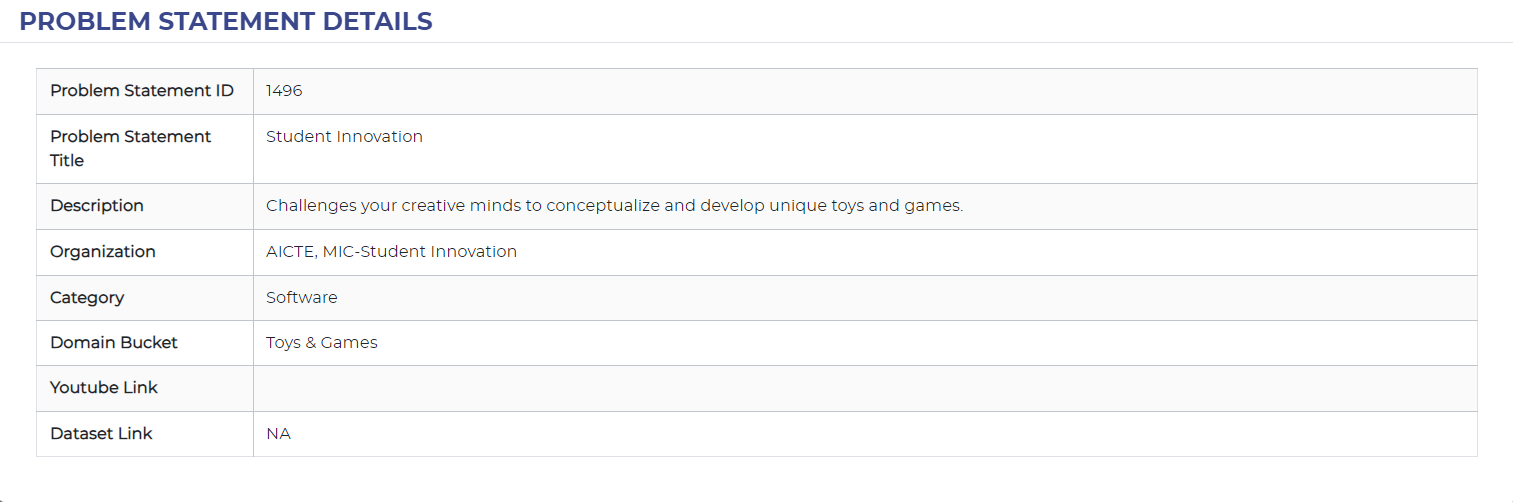 PROBLEM STATEMENT DETAILS
Problem Statement ID 1496
Problem Statement Student Innovation
Title
Description Challenges your creative minds to conceptualize and develop unique toys and games.
Organization AICTE, MIC-Student Innovation
Category Software
Domain Bucket Toys & Games
Youtube Link
Dataset Link NA